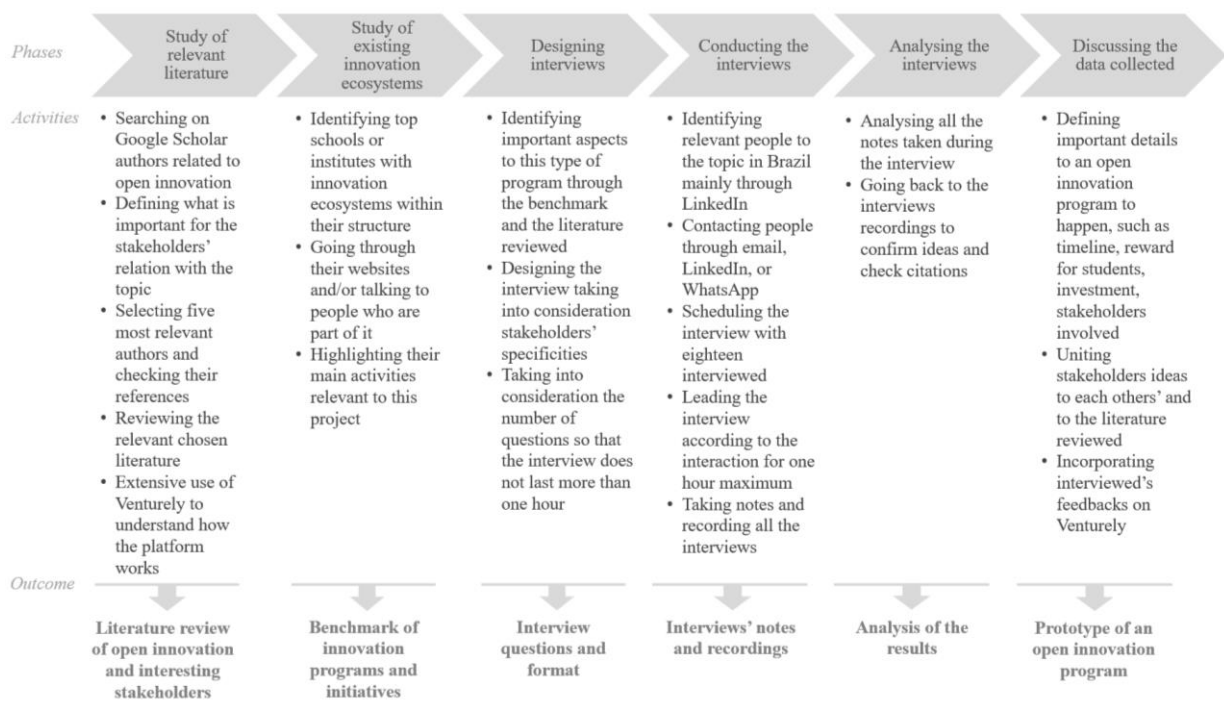 Phases
Study of
relevant
literature
Study of
existing
innovation
ecosystems
Designing
interviews
Conducting the
interviews
Analysing the
interviews
Discussing the
data collected
Activities
• Searching on
Google Scholar
authors related to
open innovation
• Defining what is
important for the
stakeholders'
relation with the
topic
• Selecting five
most relevant
authors and
checking their
references
• Reviewing the
relevant chosen
literature
• Extensive use of
Venturely to
understand how
the platform
works
• Identifying top
schools or
institutes with
innovation
ecosystems within
their structure
• Going through
their websites
and/or talking to
people who are
part of it
• Highlighting their
main activities
relevant to this
project
• Identifying
important aspects
to this type of
program through
the benchmark
and the literature
reviewed
• Designing the
interview taking
into consideration
stakeholders'
specificities
• Taking into
consideration the
number of
questions so that
the interview does
not last more than
one hour
• Identifying
relevant people to
the topic in Brazil
mainly through
LinkedIn
• Contacting people
through email,
LinkedIn, or
WhatsApp
• Scheduling the
interview with
eighteen
interviewed
• Leading the
interview
according to the
interaction for one
hour maximum
• Taking notes and
recording all the
interviews
• Analysing all the
notes taken during
the interview
• Going back to the
interviews
recordings to
confirm ideas and
check citations
• Defining
important details
to an open
innovation
program to
happen, such as
timeline, reward
for students,
investment,
stakeholders
involved
• Uniting
stakeholders ideas
to each others' and
to the literature
reviewed
• Incorporating
interviewed's
feedbacks on
Venturely
Outcome
Literature review
of open innovation
and interesting
stakeholders
Benchmark of
innovation
programs and
initiatives
Interview
questions and
format
Interviews' notes
and recordings
Analysis of the
results
Prototype of an
open innovation
program